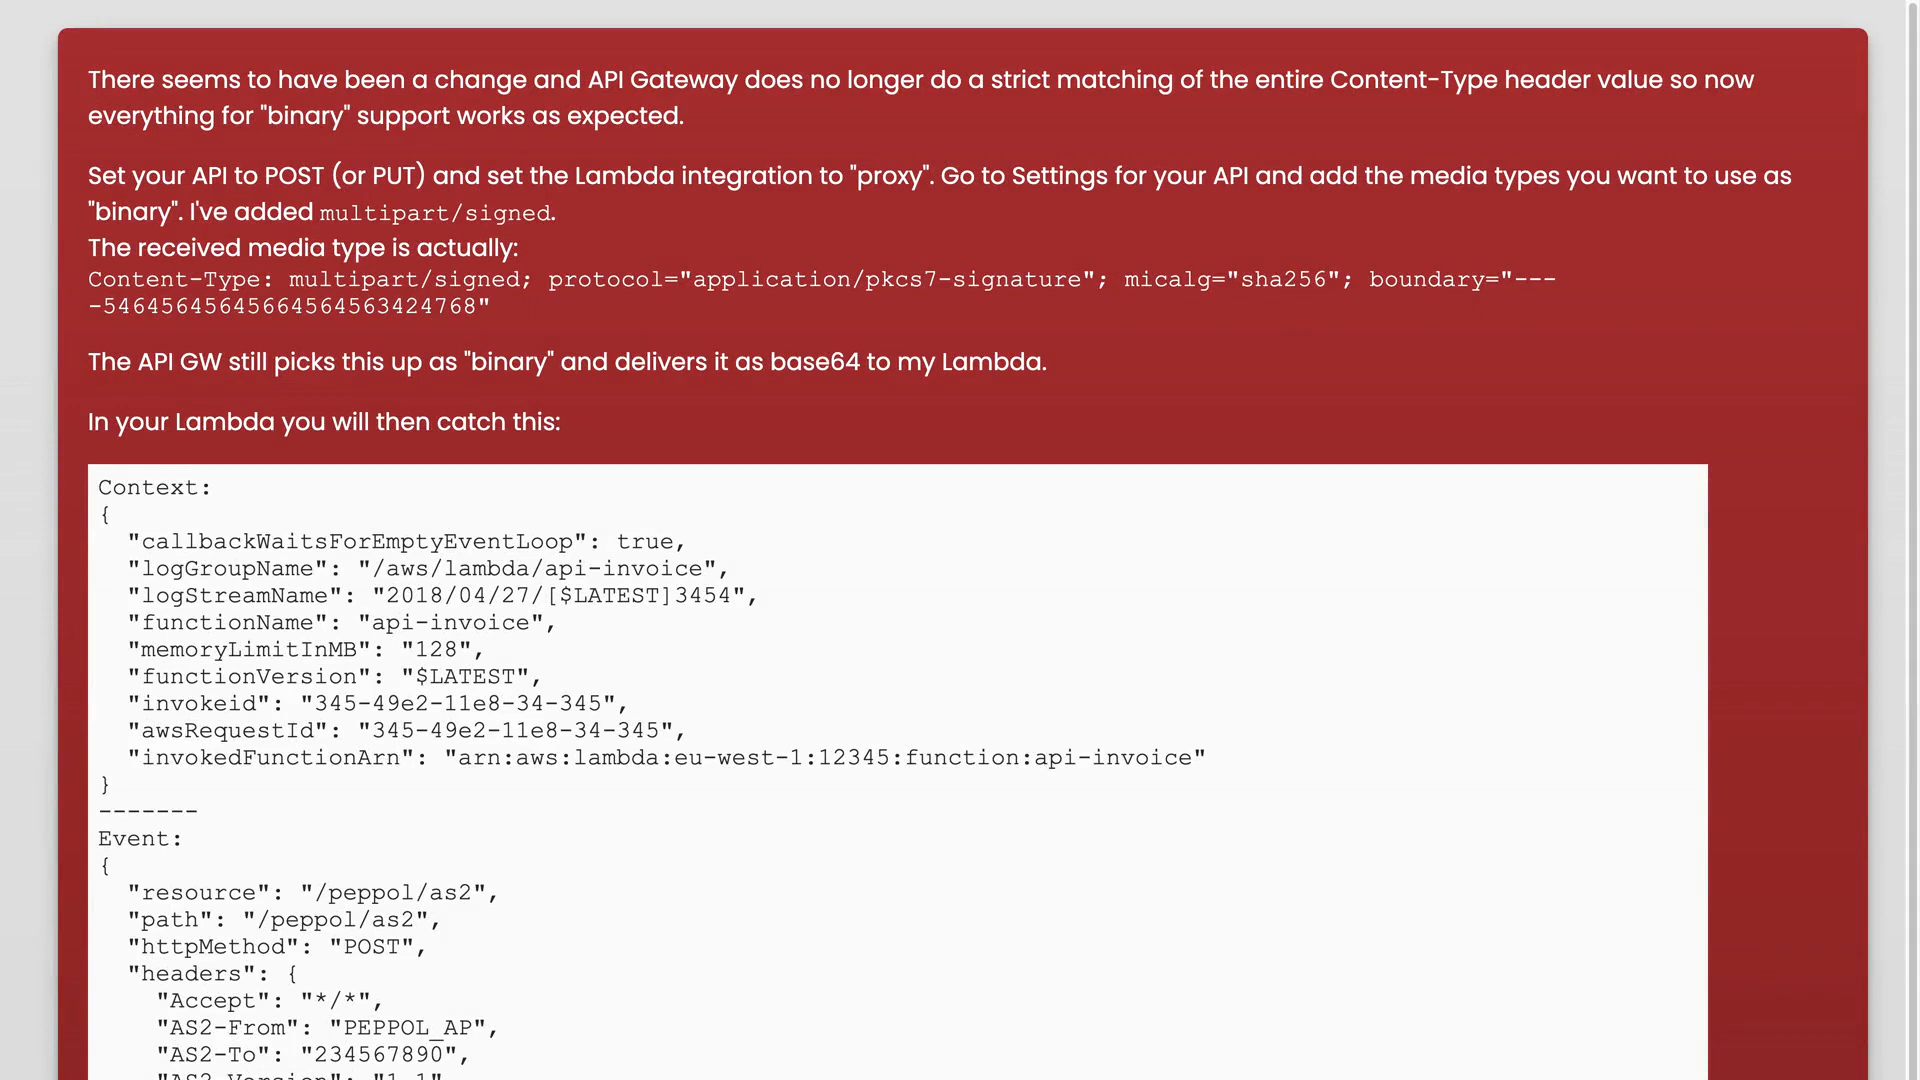 There seems to have been a change and API Gateway does no longer do a strict matching of the entire Content-Type header value so now
everything for "binary" support works as expected.
Set your API to POST (or PUT) and set the Lambda integration to "proxy". Go to Settings for your API and add the media types you want to use as
"binary". I've added multipart/signed.
The received media type is actually:
Content-Type: multipart/signed; protocol="application/pkcs7-signature"; micalg="sha256"; boundary="---
-54645645645664564563424768"
The API GW still picks this up as "binary" and delivers it as base64 to my Lambda.
In your Lambda you will then catch this:
Context:
{
  "callbackWaitsForEmptyEventLoop": true,
  "logGroupName": "/aws/lambda/api-invoice",
  "logStreamName": "2018/04/27/[$LATEST]3454",
  "functionName": "api-invoice",
  "memoryLimitInMB": "128",
  "functionVersion": "$LATEST",
  "invokeid": "345-49e2-11e8-34-345",
  "awsRequestId": "345-49e2-11e8-34-345",
  "invokedFunctionArn": "arn:aws:lambda:eu-west-1:12345:function:api-invoice"
}
-------
Event:
{
  "resource": "/peppol/as2",
  "path": "/peppol/as2",
  "httpMethod": "POST",
  "headers": {
    "Accept": "*/*",
    "AS2-From": "PEPPOL_AP",
    "AS2-To": "234567890",
    "AS2-Version": "1.1"